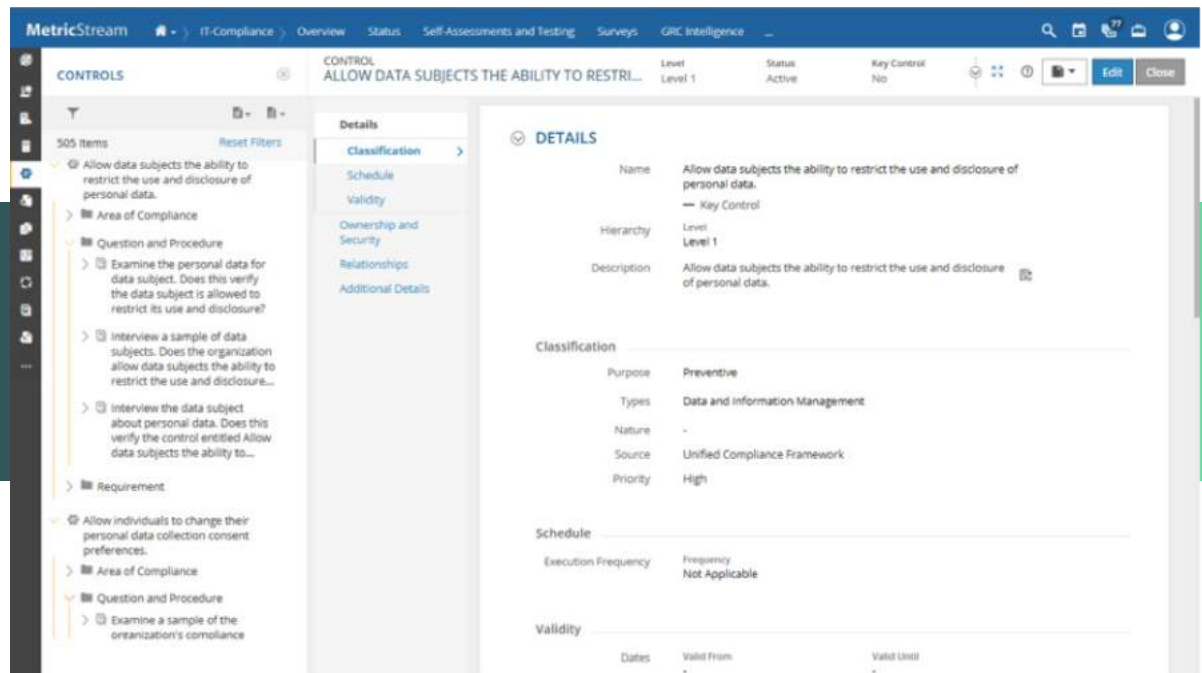 MetricStream
IT-Compliance
Overview
Status
Self-Assessments and Testing
Surveys
GRC Intelligence
77
CONTROLS
505 Items
Reset Filters
Allow data subjects the ability to
restrict the use and disclosure of
personal data.
Area of Compliance
Question and Procedure
Examine the personal data for
data subject. Does this verify
the data subject is allowed to
restrict its use and disclosure?
Interview a sample of data
subjects. Does the organization
allow data subjects the ability to
restrict the use and disclosure...
Interview the data subject
about personal data. Does this
verify the control entitled Allow
data subjects the ability to...
Requirement
Allow individuals to change their
personal data collection consent
preferences.
Area of Compliance
Question and Procedure
Examine a sample of the
organization's compliance
CONTROL
ALLOW DATA SUBJECTS THE ABILITY TO RESTRI...
Level
Level 1
Status
Active
Key Control
No
Edit
Close
Details
Classification
Schedule
Validity
Ownership and
Security
Relationships
Additional Details
DETAILS
Name
Allow data subjects the ability to restrict the use and disclosure of
personal data.
— Key Control
Hierarchy
Level
Level 1
Description
Allow data subjects the ability to restrict the use and disclosure
of personal data.
Classification
Purpose
Preventive
Types
Data and Information Management
Nature
-
Source
Unified Compliance Framework
Priority
High
Schedule
Execution Frequency
Frequency
Not Applicable
Validity
Dates
Valid From
-
Valid Until
-